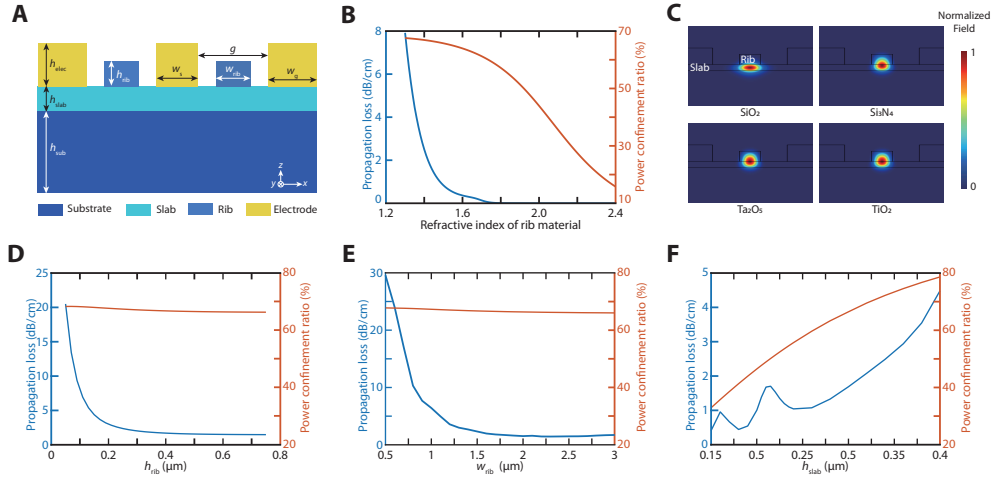 A
h_elec
h_rib
w_s
g
w_rib
w_g
h_slab
h_sub
z
y
x
Substrate
Slab
Rib
Electrode
B
Propagation loss (dB/cm)
8
6
4
2
0
1.2
1.6
2.0
2.4
Refractive index of rib material
70
50
30
10
Power confinement ratio (%)
C
Normalized
Field
1
0
Rib
Slab
SiO₂
Si₃N₄
Ta₂O₅
TiO₂
D
Propagation loss (dB/cm)
25
20
15
10
5
0
0
0.2
0.4
0.6
0.8
h_rib (μm)
80
60
40
20
Power confinement ratio (%)
E
Propagation loss (dB/cm)
30
20
10
0
0.5
1
1.5
2
2.5
3
w_rib (μm)
80
60
40
20
Power confinement ratio (%)
F
Propagation loss (dB/cm)
5
4
3
2
1
0
0.15
0.5
0.25
0.35
0.35
0.4
h_slab (μm)
80
60
40
20
Power confinement ratio (%)